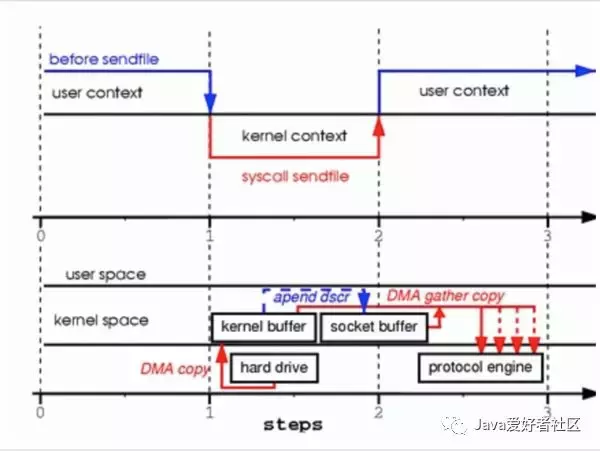 before sendfile
user context
user context
kernel context
syscall sendfile
0 1 2 3
user space
apend dscr
DMA gather copy
kernel space
kernel buffer
socket buffer
DMA copy
hard drive
protocol engine
0 1 2 3
steps
Java爱好者社区